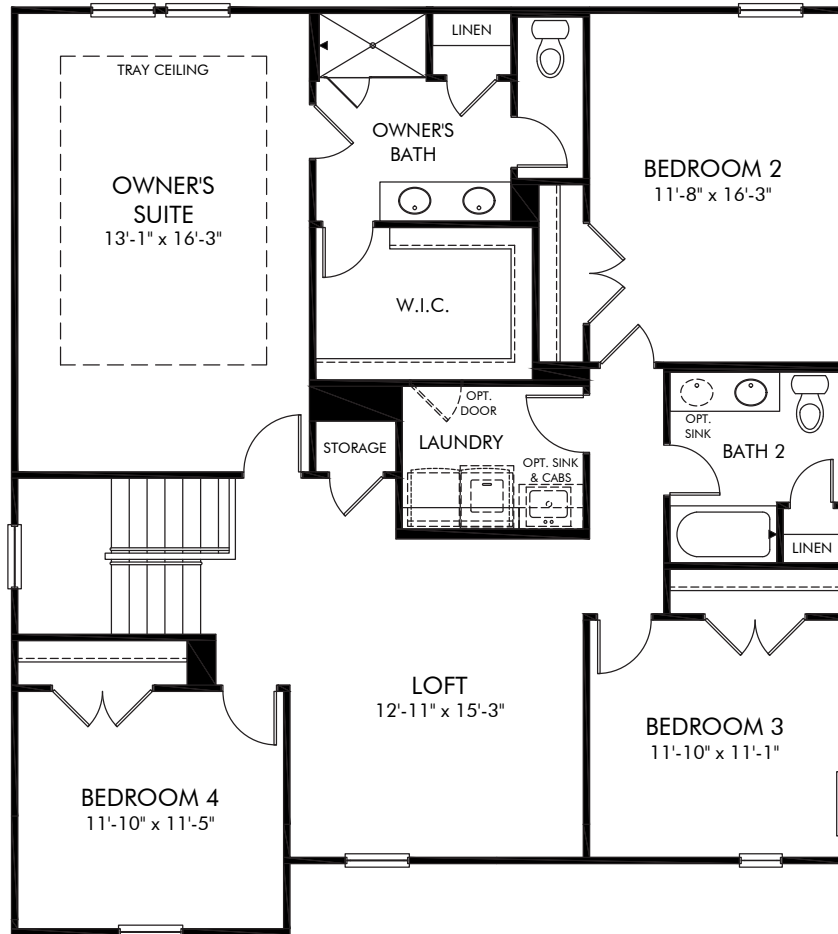 LINEN
TRAY CEILING
OWNER'S
BATH
OWNER'S
SUITE
13'-1" x 16'-3"
BEDROOM 2
11'-8" x 16'-3"
W.I.C.
OPT.
DOOR
LAUNDRY
STORAGE
OPT. SINK
& CABS
OPT.
SINK
BATH 2
LINEN
LOFT
12'-11" x 15'-3"
BEDROOM 3
11'-10" x 11'-1"
BEDROOM 4
11'-10" x 11'-5"